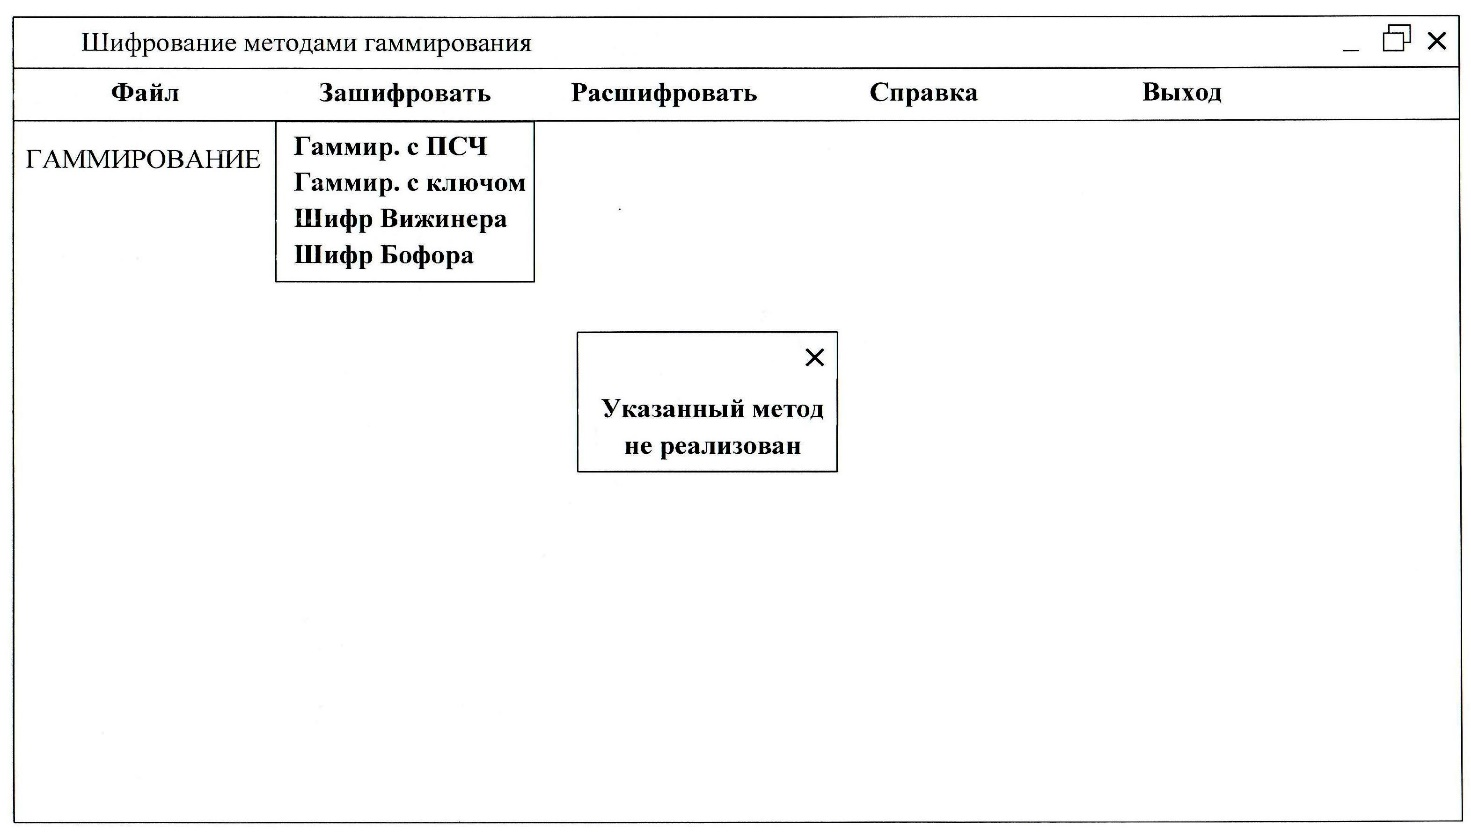 Шифрование методами гаммирования
Файл Зашифровать Расшифровать Справка Выход
ГАММИРОВАНИЕ
Гаммир. с ПСЧ
Гаммир. с ключом
Шифр Вижинера
Шифр Бофора
Указанный метод
не реализован